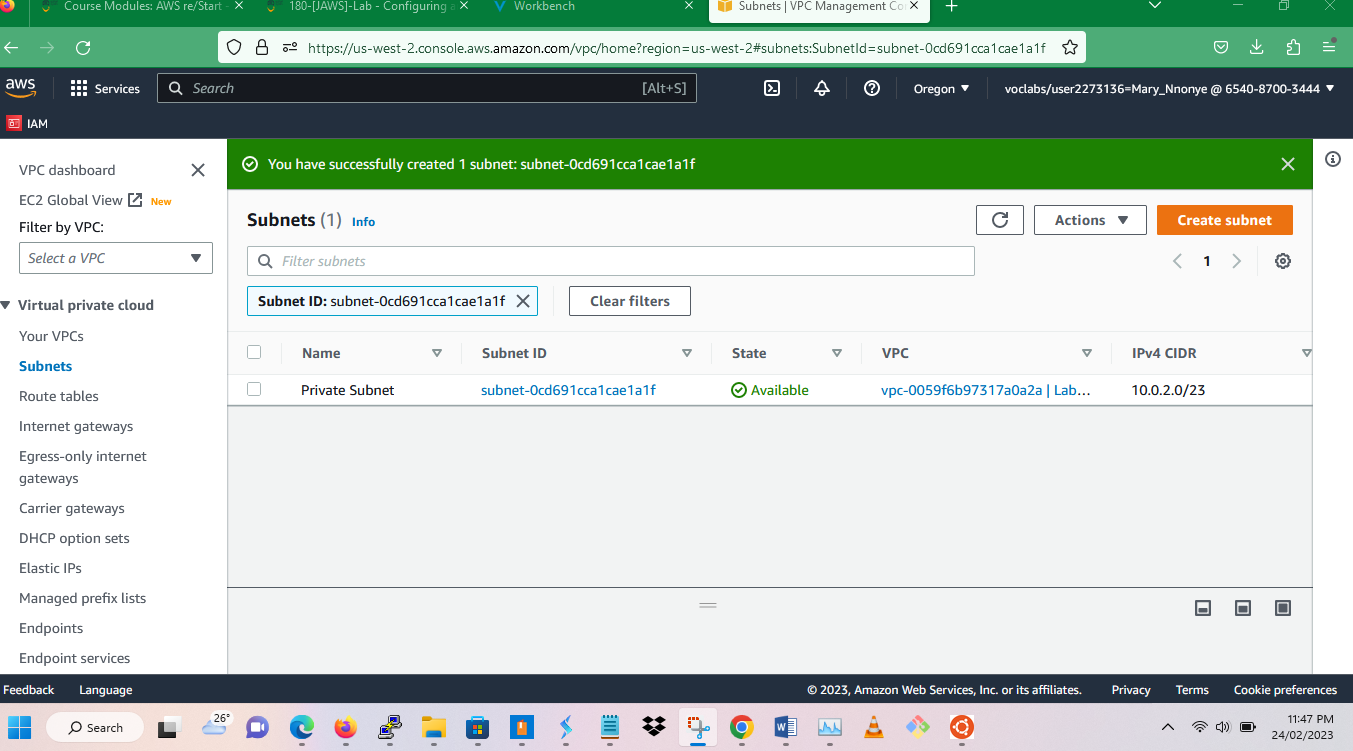 Course Modules: AWS re/Start -
180-[JAWS]-Lab - Configuring a
Workbench
Subnets | VPC Management Co
https://us-west-2.console.aws.amazon.com/vpc/home?region=us-west-2#subnets:SubnetId=subnet-0cd691cca1cae1a1f
aws
Services
Search
[Alt+S]
Oregon
voclabs/user2273136=Mary_Nnonye @ 6540-8700-3444
IAM
VPC dashboard
EC2 Global View New
Filter by VPC:
Select a VPC
Virtual private cloud
Your VPCs
Subnets
Route tables
Internet gateways
Egress-only internet
gateways
Carrier gateways
DHCP option sets
Elastic IPs
Managed prefix lists
Endpoints
Endpoint services
You have successfully created 1 subnet: subnet-0cd691cca1cae1a1f
Subnets (1) Info
Actions
Create subnet
Filter subnets
1
Subnet ID: subnet-0cd691cca1cae1a1f
Clear filters
Name Subnet ID State VPC IPv4 CIDR
Private Subnet subnet-0cd691cca1cae1a1f Available vpc-0059f6b97317a0a2a | Lab... 10.0.2.0/23
Feedback Language © 2023, Amazon Web Services, Inc. or its affiliates. Privacy Terms Cookie preferences
Search
26°
11:47 PM
24/02/2023